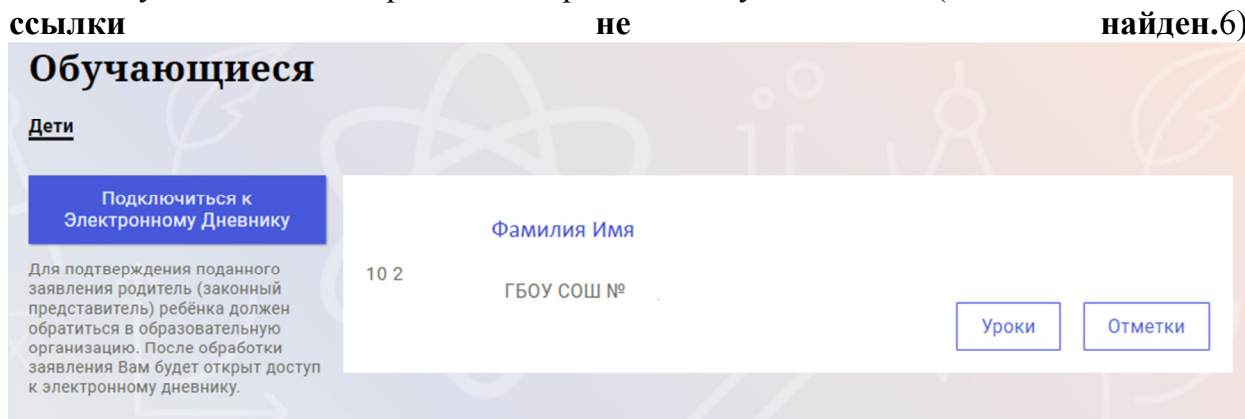 ссылки не найден.6)
Обучающиеся
Дети
Подключиться к
Электронному Дневнику
Для подтверждения поданного
заявления родитель (законный
представитель) ребёнка должен
обратиться в образовательную
организацию. После обработки
заявления Вам будет открыт доступ
к электронному дневнику.
Фамилия Имя
10 2
ГБОУ СОШ №
Уроки
Отметки